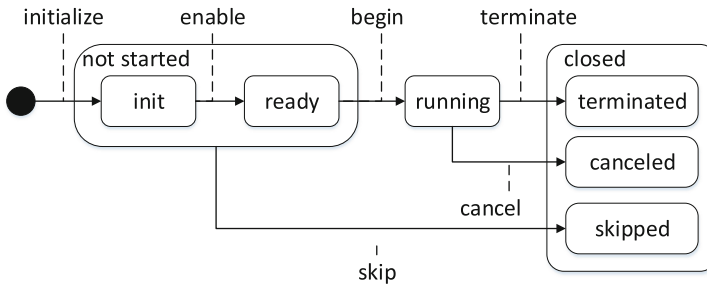 initialize
enable
begin
terminate
not started
closed
init
ready
running
terminated
canceled
cancel
skipped
skip